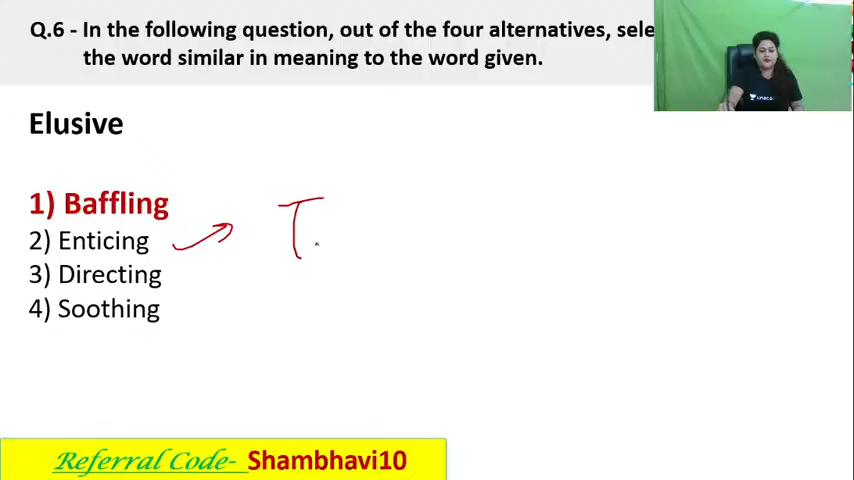 Q.6 - In the following question, out of the four alternatives, sele
the word similar in meaning to the word given.
Elusive
1) Baffling
2) Enticing
T
3) Directing
4) Soothing
Referral Code- Shambhavi10